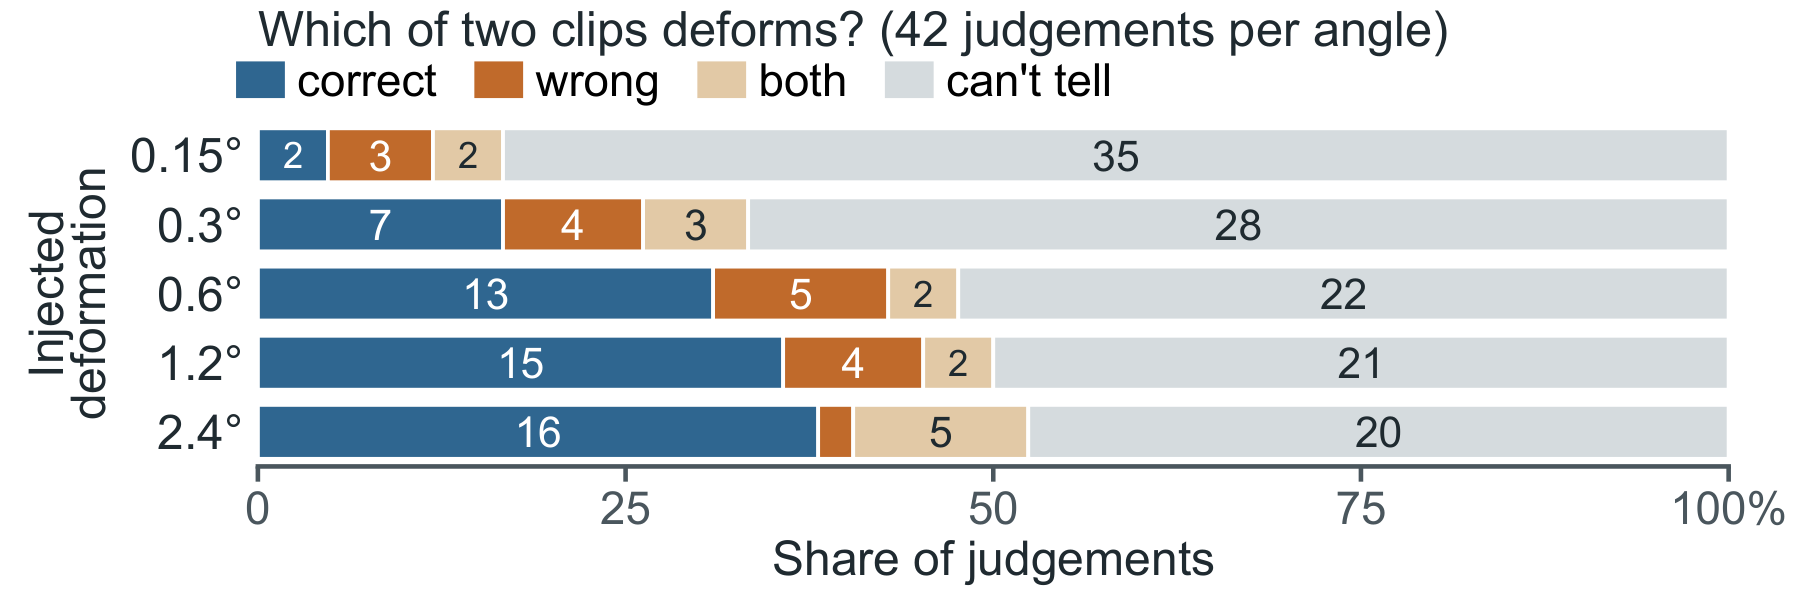 Which of two clips deforms? (42 judgements per angle)
correct wrong both can't tell
Injected
deformation
0.15° 2 3 2 35
0.3° 7 4 3 28
0.6° 13 5 2 22
1.2° 15 4 2 21
2.4° 16 5 20
0 25 50 75 100%
Share of judgements